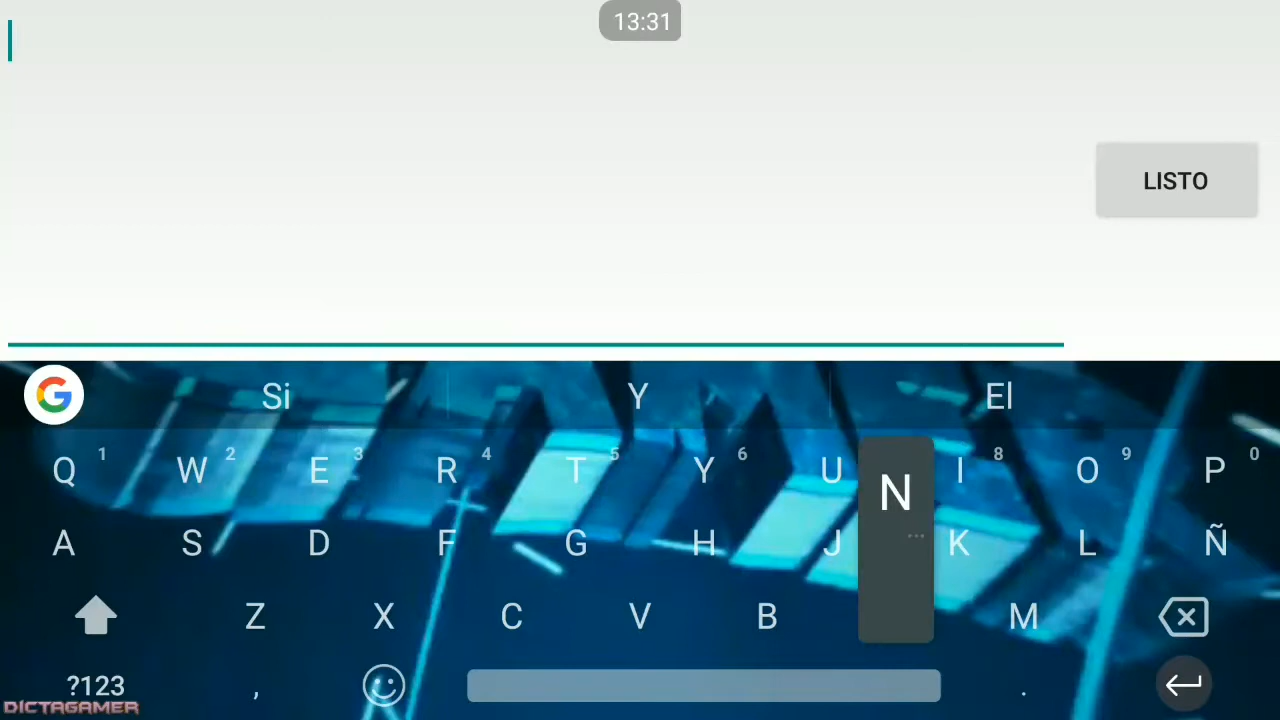 13:31
LISTO
Si Y El
Q 1 W 2 E 3 R 4 T 5 Y 6 U I 8 O 9 P 0
N
A S D F G H J K L Ñ
Z X C V B M
?123 , .
DICTAGAMER